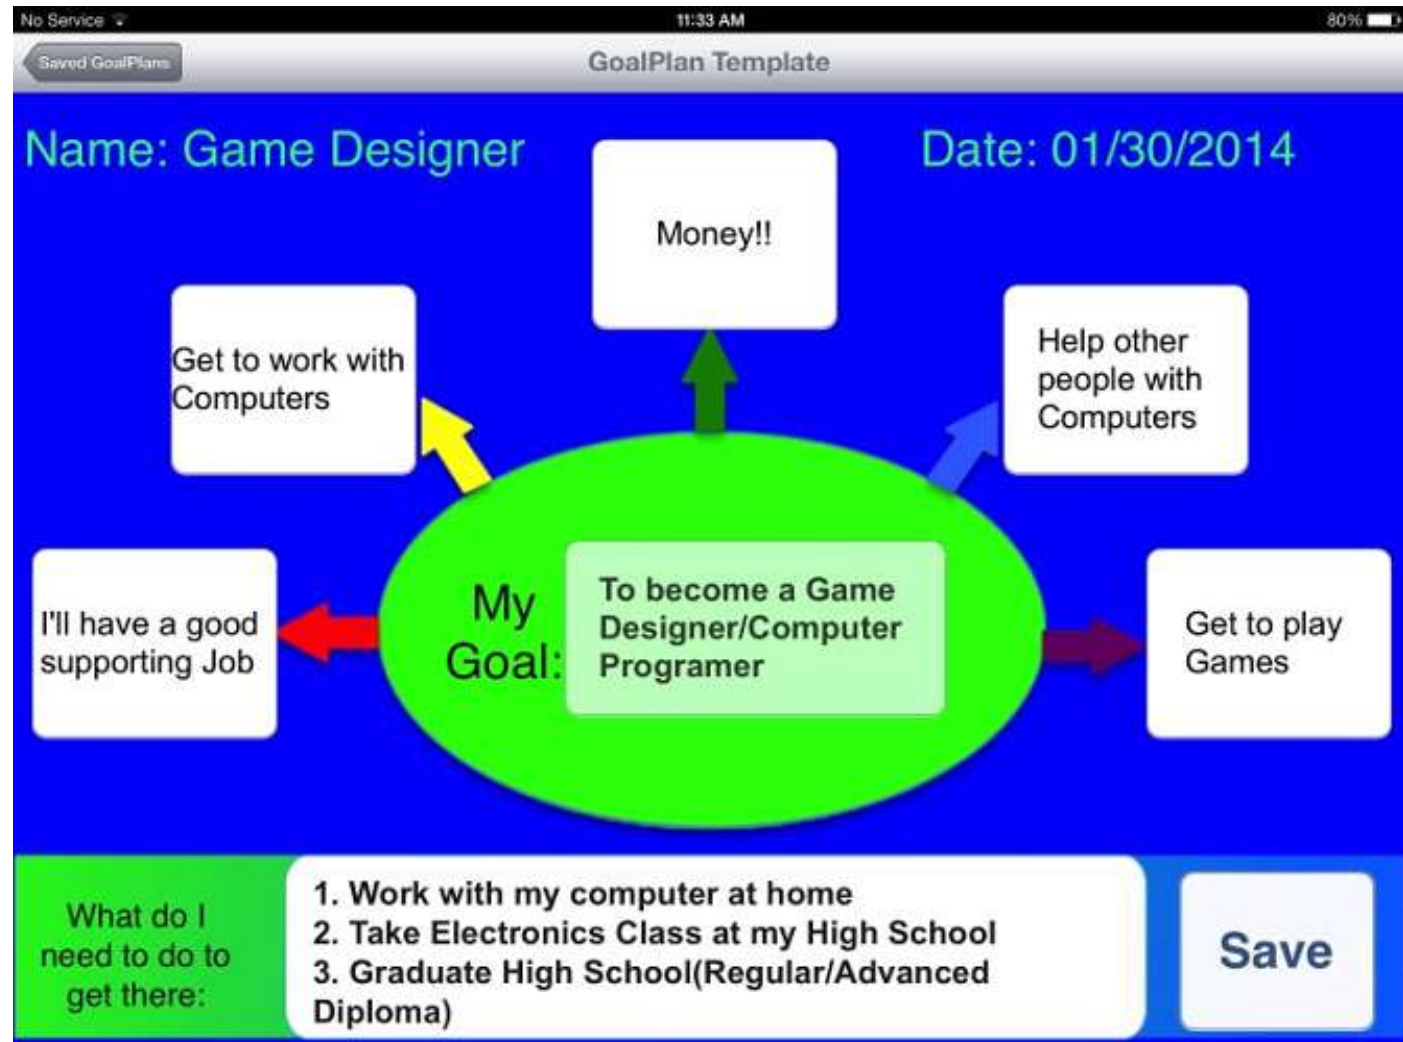 No Service
11:33 AM
80%
Saved GoalPlans
GoalPlan Template
Name: Game Designer
Date: 01/30/2014
Money!!
Get to work with
Computers
Help other
people with
Computers
I'll have a good
supporting Job
My
Goal:
To become a Game
Designer/Computer
Programer
Get to play
Games
What do I
need to do to
get there:
1. Work with my computer at home
2. Take Electronics Class at my High School
3. Graduate High School(Regular/Advanced
Diploma)
Save